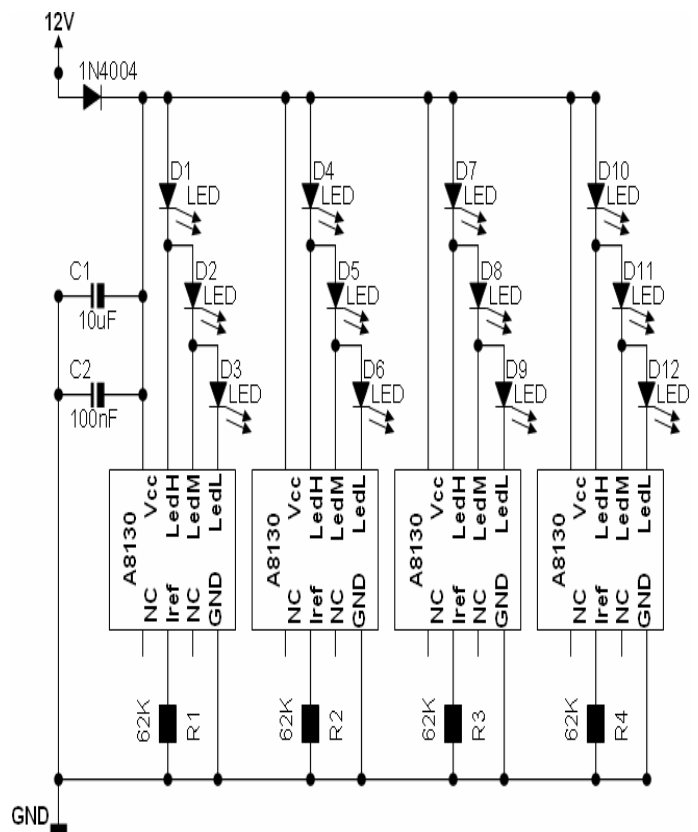 12V
1N4004
D1
LED
D4
LED
D7
LED
D10
LED
C1
10uF
D2
LED
D5
LED
D8
LED
D11
LED
C2
100nF
D3
LED
D6
LED
D9
LED
D12
LED
A8130
Vcc
LedH
LedM
LedL
NC
Iref
NC
GND
A8130
Vcc
LedH
LedM
LedL
NC
Iref
NC
GND
A8130
Vcc
LedH
LedM
LedL
NC
Iref
NC
GND
A8130
Vcc
LedH
LedM
LedL
NC
Iref
NC
GND
62K
R1
62K
R2
62K
R3
62K
R4
GND